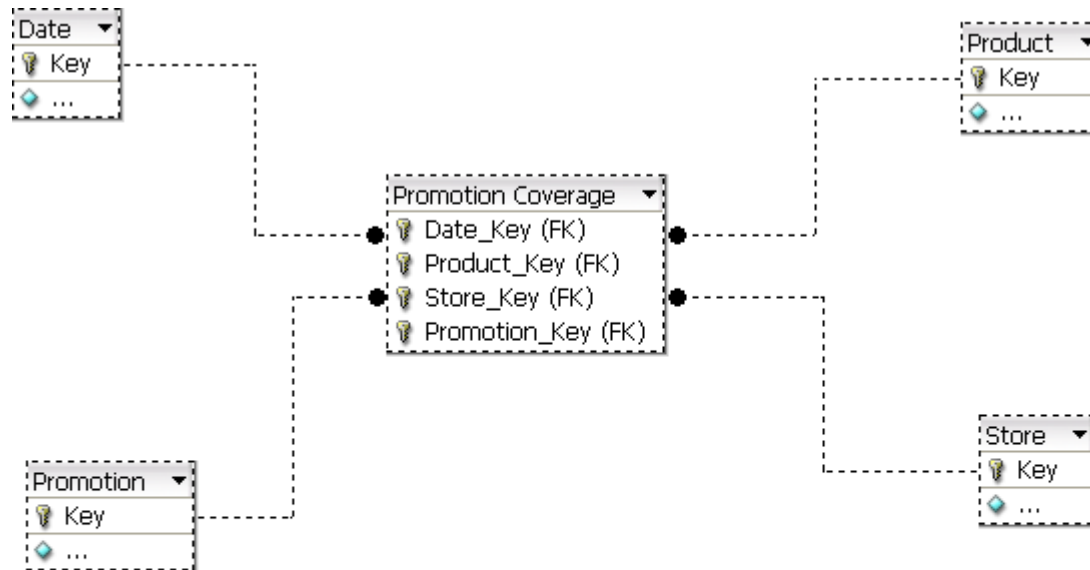 Date
Key
...
Product
Key
...
Promotion Coverage
Date_Key (FK)
Product_Key (FK)
Store_Key (FK)
Promotion_Key (FK)
Promotion
Key
...
Store
Key
...